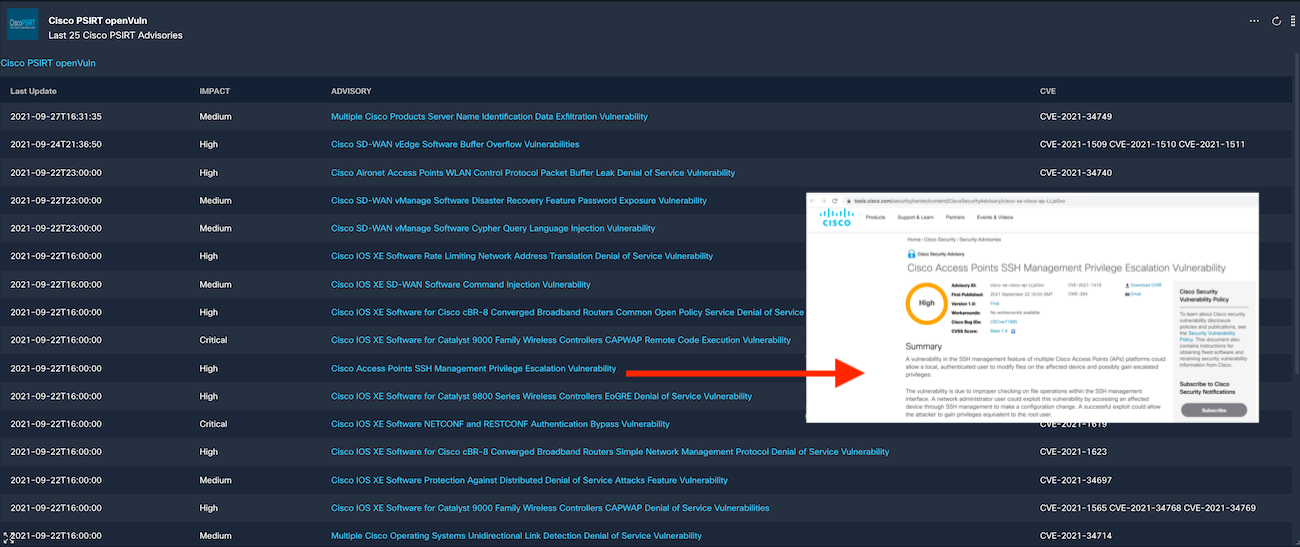 CiscoPSIRT
Cisco PSIRT openVuln
Last 25 Cisco PSIRT Advisories
Cisco PSIRT openVuln
Last Update IMPACT ADVISORY CVE
2021-09-27T16:31:35 Medium Multiple Cisco Products Server Name Identification Data Exfiltration Vulnerability CVE-2021-34749
2021-09-24T21:36:50 High Cisco SD-WAN vEdge Software Buffer Overflow Vulnerabilities CVE-2021-1509 CVE-2021-1510 CVE-2021-1511
2021-09-22T23:00:00 High Cisco Aironet Access Points WLAN Control Protocol Packet Buffer Leak Denial of Service Vulnerability CVE-2021-34740
2021-09-22T23:00:00 Medium Cisco SD-WAN vManage Software Disaster Recovery Feature Password Exposure Vulnerability
2021-09-22T23:00:00 Medium Cisco SD-WAN vManage Software Cypher Query Language Injection Vulnerability
2021-09-22T16:00:00 High Cisco IOS XE Software Rate Limiting Network Address Translation Denial of Service Vulnerability
2021-09-22T16:00:00 Medium Cisco IOS XE SD-WAN Software Command Injection Vulnerability
2021-09-22T16:00:00 High Cisco IOS XE Software for Cisco cBR-8 Converged Broadband Routers Common Open Policy Service Denial of Service
2021-09-22T16:00:00 Critical Cisco IOS XE Software for Catalyst 9000 Family Wireless Controllers CAPWAP Remote Code Execution Vulnerability
2021-09-22T16:00:00 High Cisco Access Points SSH Management Privilege Escalation Vulnerability
2021-09-22T16:00:00 High Cisco IOS XE Software for Catalyst 9800 Series Wireless Controllers EoGRE Denial of Service Vulnerability
2021-09-22T16:00:00 Critical Cisco IOS XE Software NETCONF and RESTCONF Authentication Bypass Vulnerability CVE-2021-1619
2021-09-22T16:00:00 High Cisco IOS XE Software for Cisco cBR-8 Converged Broadband Routers Simple Network Management Protocol Denial of Service Vulnerability CVE-2021-1623
2021-09-22T16:00:00 Medium Cisco IOS XE Software Protection Against Distributed Denial of Service Attacks Feature Vulnerability CVE-2021-34697
2021-09-22T16:00:00 High Cisco IOS XE Software for Catalyst 9000 Family Wireless Controllers CAPWAP Denial of Service Vulnerabilities CVE-2021-1565 CVE-2021-34768 CVE-2021-34769
2021-09-22T16:00:00 Medium Multiple Cisco Operating Systems Unidirectional Link Detection Denial of Service Vulnerability CVE-2021-34714
CISCO
Products Support & Learn Partners Events & Videos
Home / Cisco Security / Security Advisories
Cisco Security Advisory
Cisco Access Points SSH Management Privilege Escalation Vulnerability
High
Advisory ID:
First Published: 2021 September 22 16:00 GMT
Version 1.0: Final
Workarounds: No workarounds available
Cisco Bug IDs:
CVSS Score:
Download CVRF
Email
Summary
A vulnerability in the SSH management feature of multiple Cisco Access Points (APs) platforms could
allow a local, authenticated user to modify files on the affected device and possibly gain escalated
privileges.
The vulnerability is due to improper checking on file operations within the SSH management
interface. A network administrator user could exploit this vulnerability by accessing an affected
device through SSH management to make a configuration change. A successful exploit could allow
the attacker to gain privileges equivalent to the root user.
Cisco Security
Vulnerability Policy
To learn about Cisco security
vulnerability disclosure
policies and publications, see
the Security Vulnerability
Policy. This document also
contains instructions for
obtaining fixed software and
receiving security vulnerability
information from Cisco.
Subscribe to Cisco
Security Notifications
Subscribe